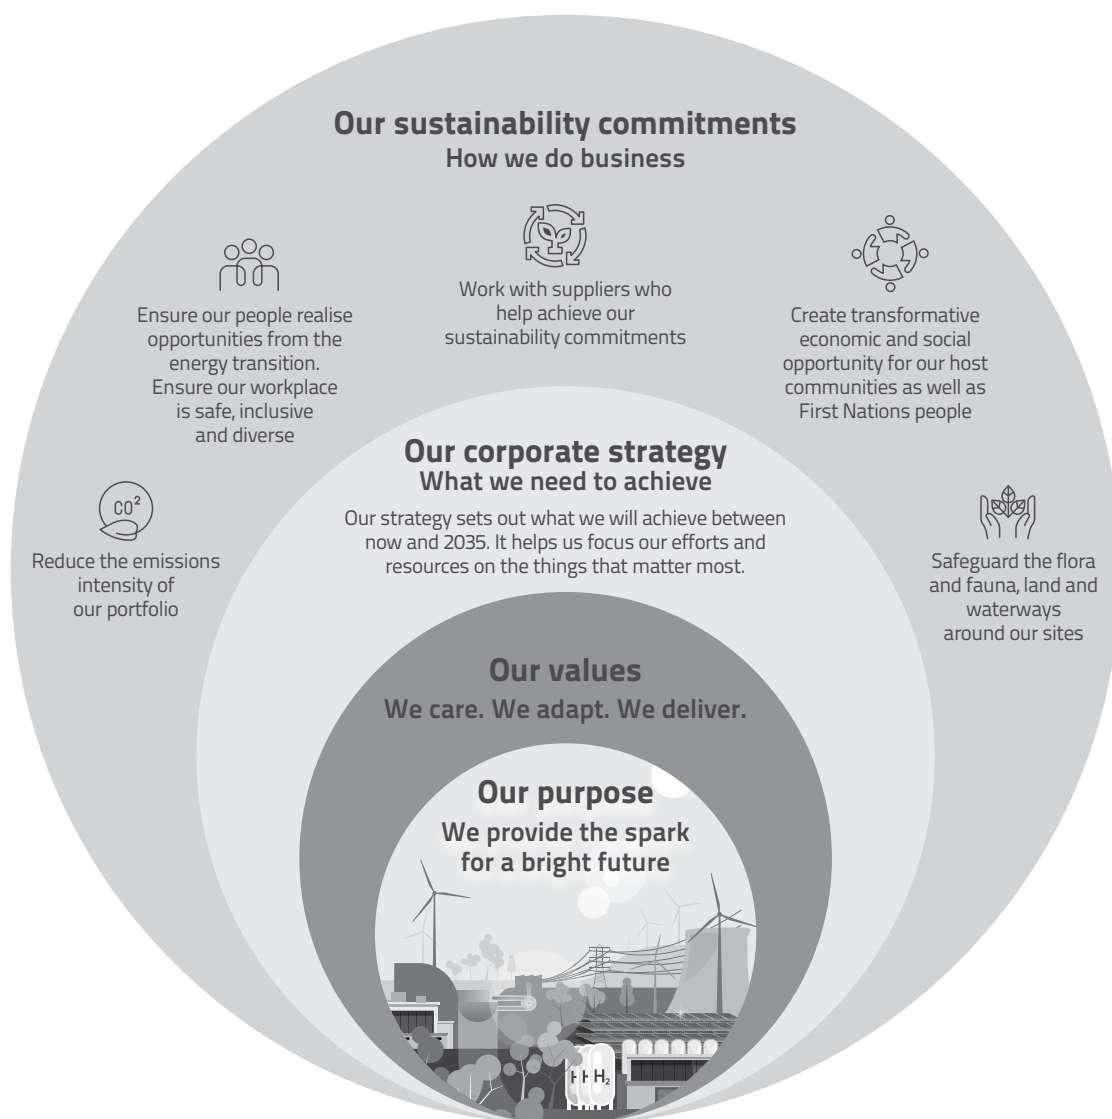 Our sustainability commitments
How we do business
Ensure our people realise
opportunities from the
energy transition.
Ensure our workplace
is safe, inclusive
and diverse
Work with suppliers who
help achieve our
sustainability commitments
Create transformative
economic and social
opportunity for our host
communities as well as
First Nations people
CO²
Reduce the emissions
intensity of
our portfolio
Safeguard the flora
and fauna, land and
waterways
around our sites
Our corporate strategy
What we need to achieve
Our strategy sets out what we will achieve between
now and 2035. It helps us focus our efforts and
resources on the things that matter most.
Our values
We care. We adapt. We deliver.
Our purpose
We provide the spark
for a bright future
H H H₂